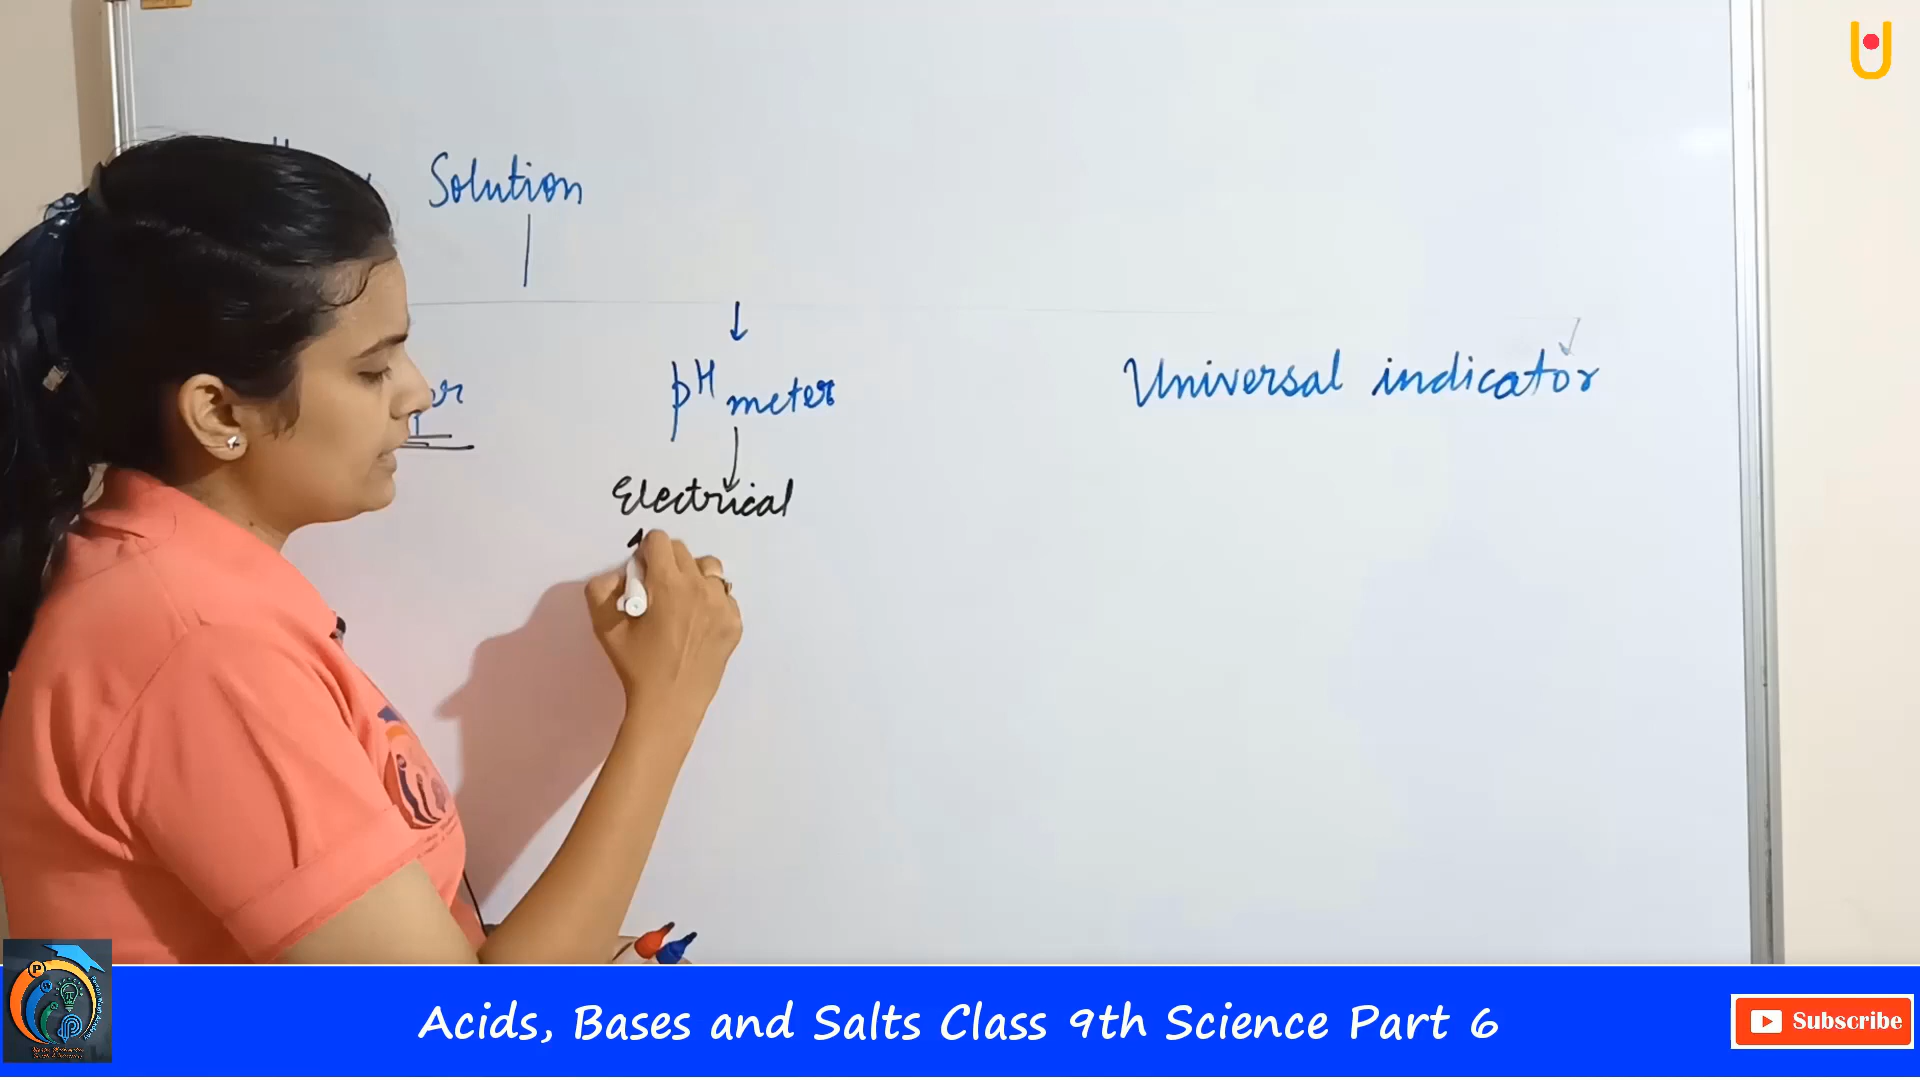 Solution
pH meter
Universal indicator
Electrical
Acids, Bases and Salts Class 9th Science Part 6
Subscribe